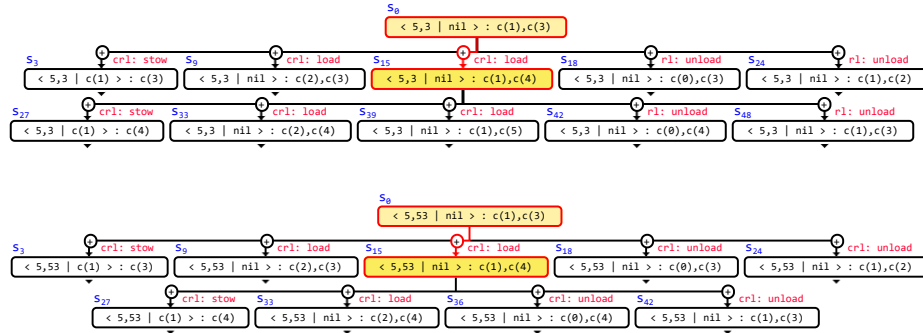 S0
< 5,3 | nil > : c(1),c(3)
S3 crl: stow S9 crl: load S15 crl: load S18 rl: unload S24 rl: unload
< 5,3 | c(1) > : c(3) < 5,3 | nil > : c(2),c(3) < 5,3 | nil > : c(1),c(4) < 5,3 | nil > : c(0),c(3) < 5,3 | nil > : c(1),c(2)
S27 crl: stow S33 crl: load S39 crl: load S42 rl: unload S48 rl: unload
< 5,3 | c(1) > : c(4) < 5,3 | nil > : c(2),c(4) < 5,3 | nil > : c(1),c(5) < 5,3 | nil > : c(0),c(4) < 5,3 | nil > : c(1),c(3)
S0
< 5,53 | nil > : c(1),c(3)
S3 crl: stow S9 crl: load S15 crl: load S18 crl: unload S24 crl: unload
< 5,53 | c(1) > : c(3) < 5,53 | nil > : c(2),c(3) < 5,53 | nil > : c(1),c(4) < 5,53 | nil > : c(0),c(3) < 5,53 | nil > : c(1),c(2)
S27 crl: stow S33 crl: load S36 crl: unload S42 crl: unload
< 5,53 | c(1) > : c(4) < 5,53 | nil > : c(2),c(4) < 5,53 | nil > : c(0),c(4) < 5,53 | nil > : c(1),c(3)